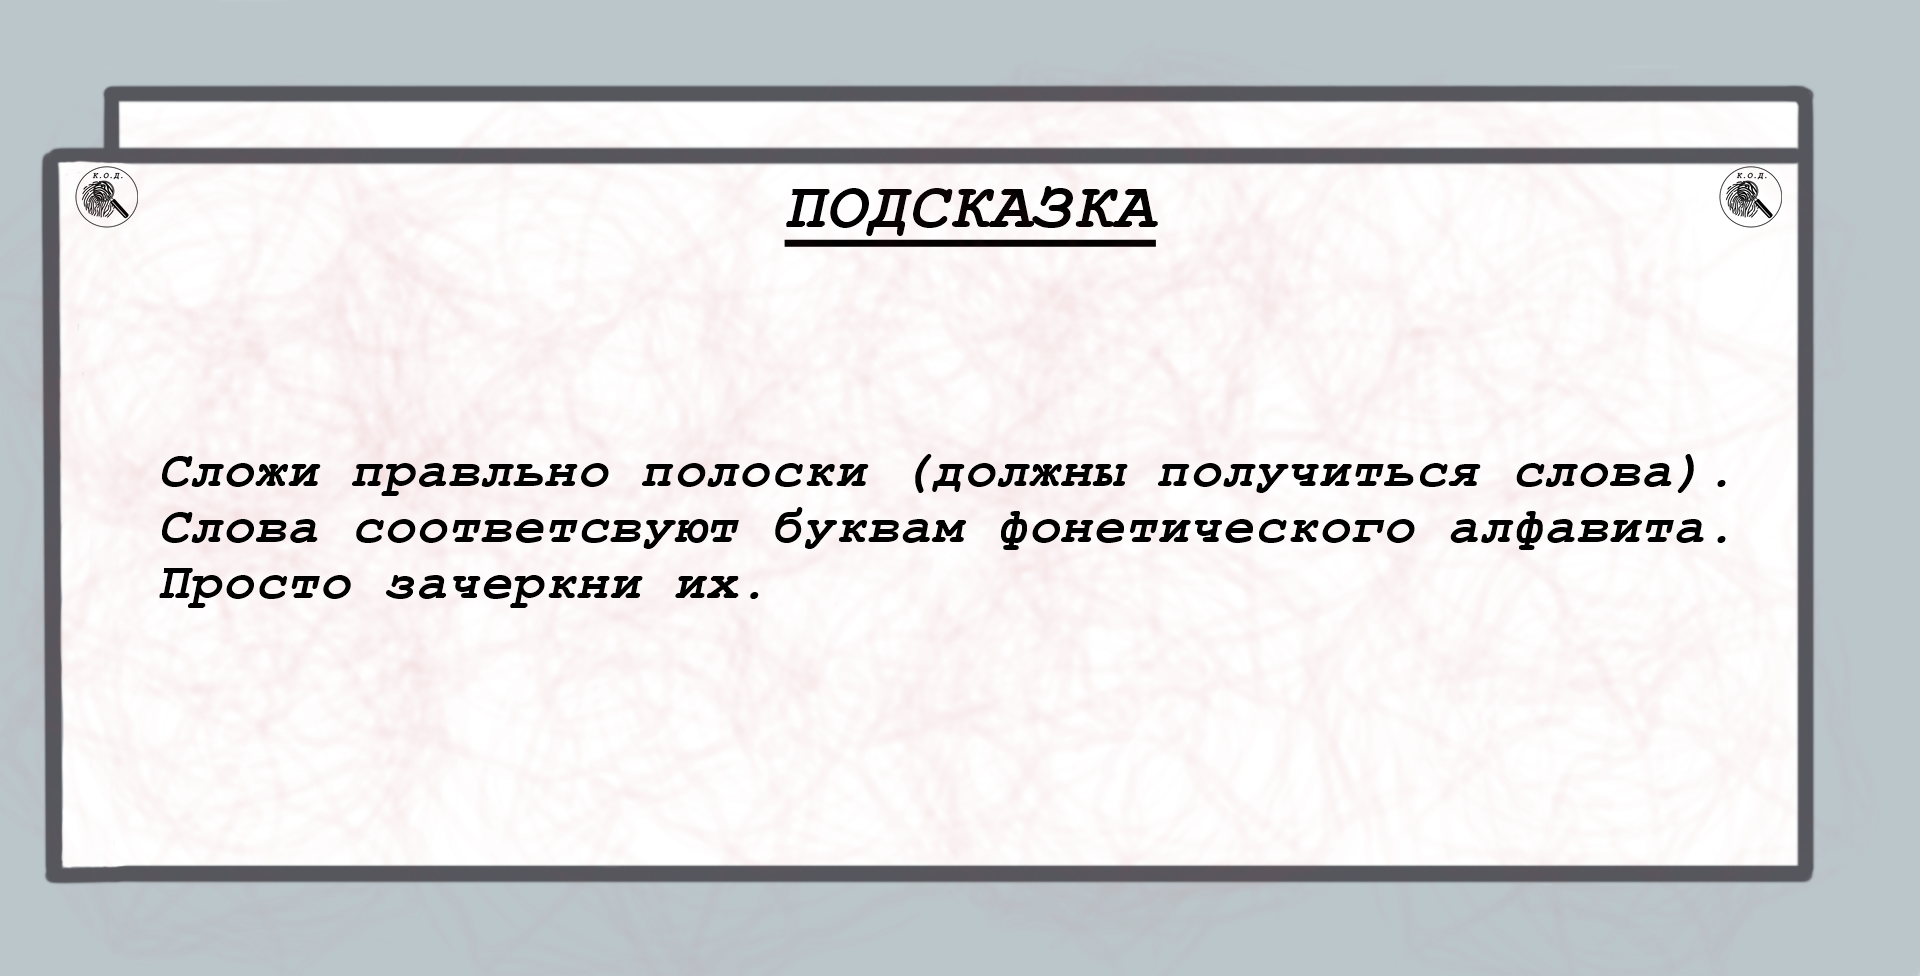 К.О.Д.
К.О.Д.
ПОДСКАЗКА
Сложи правльно полоски (должны получиться слова).
Слова соответсвуют буквам фонетического алфавита.
Просто зачеркни их.